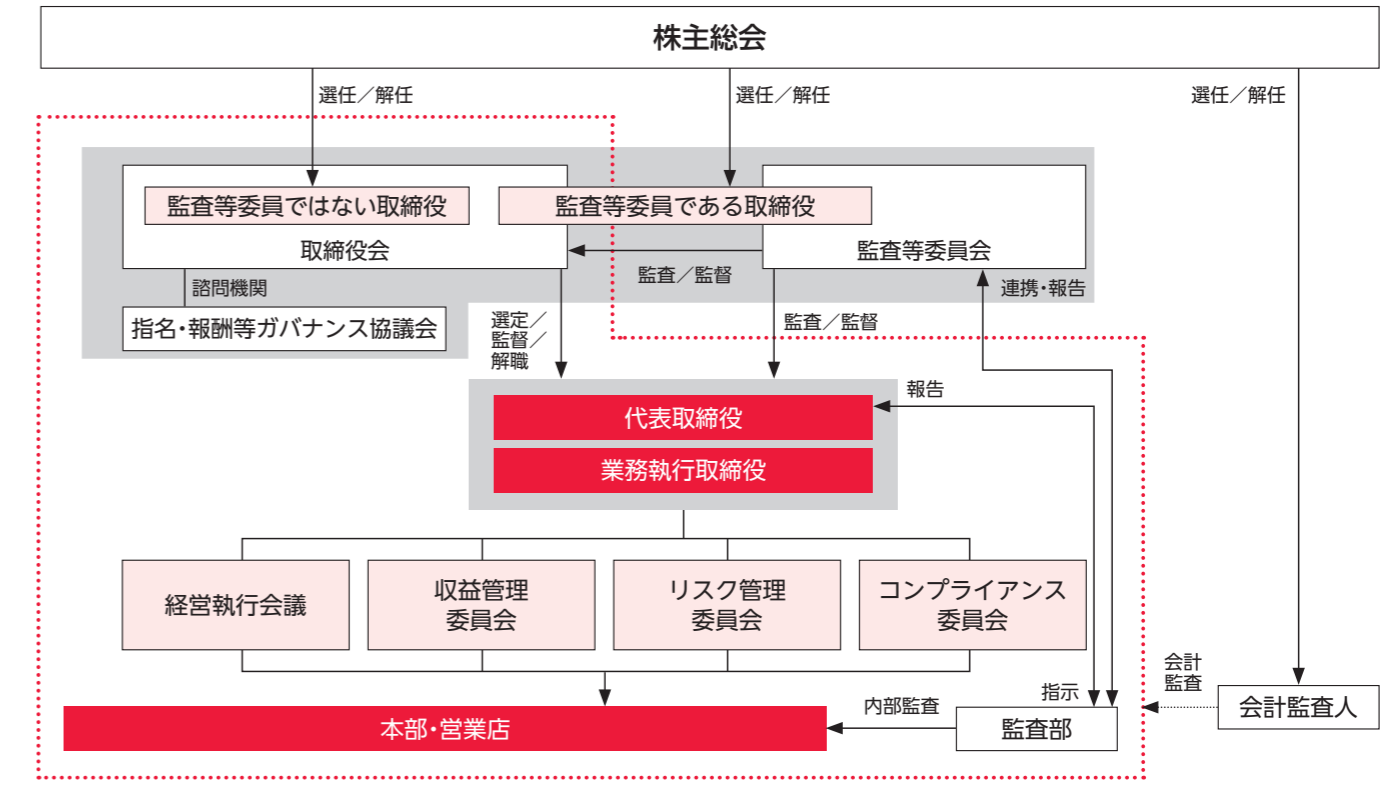 株主総会
選任／解任
選任／解任
選任／解任
監査等委員ではない取締役
監査等委員である取締役
取締役会
監査等委員会
監査／監督
諮問機関
連携・報告
指名・報酬等ガバナンス協議会
選定／
監督／
解職
監査／監督
報告
代表取締役
業務執行取締役
経営執行会議
収益管理
委員会
リスク管理
委員会
コンプライアンス
委員会
会計
監査
指示
内部監査
本部・営業店
監査部
会計監査人